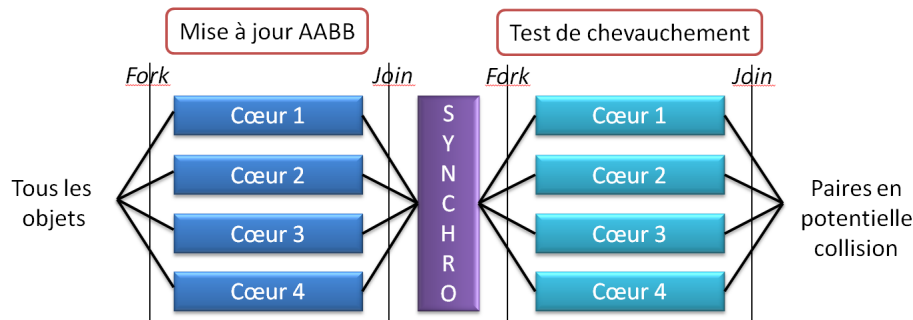 Mise à jour AABB
Test de chevauchement
Fork
Join
Fork
Join
Tous les
objets
Cœur 1
Cœur 2
Cœur 3
Cœur 4
SYNCHRO
Cœur 1
Cœur 2
Cœur 3
Cœur 4
Paires en
potentielle
collision